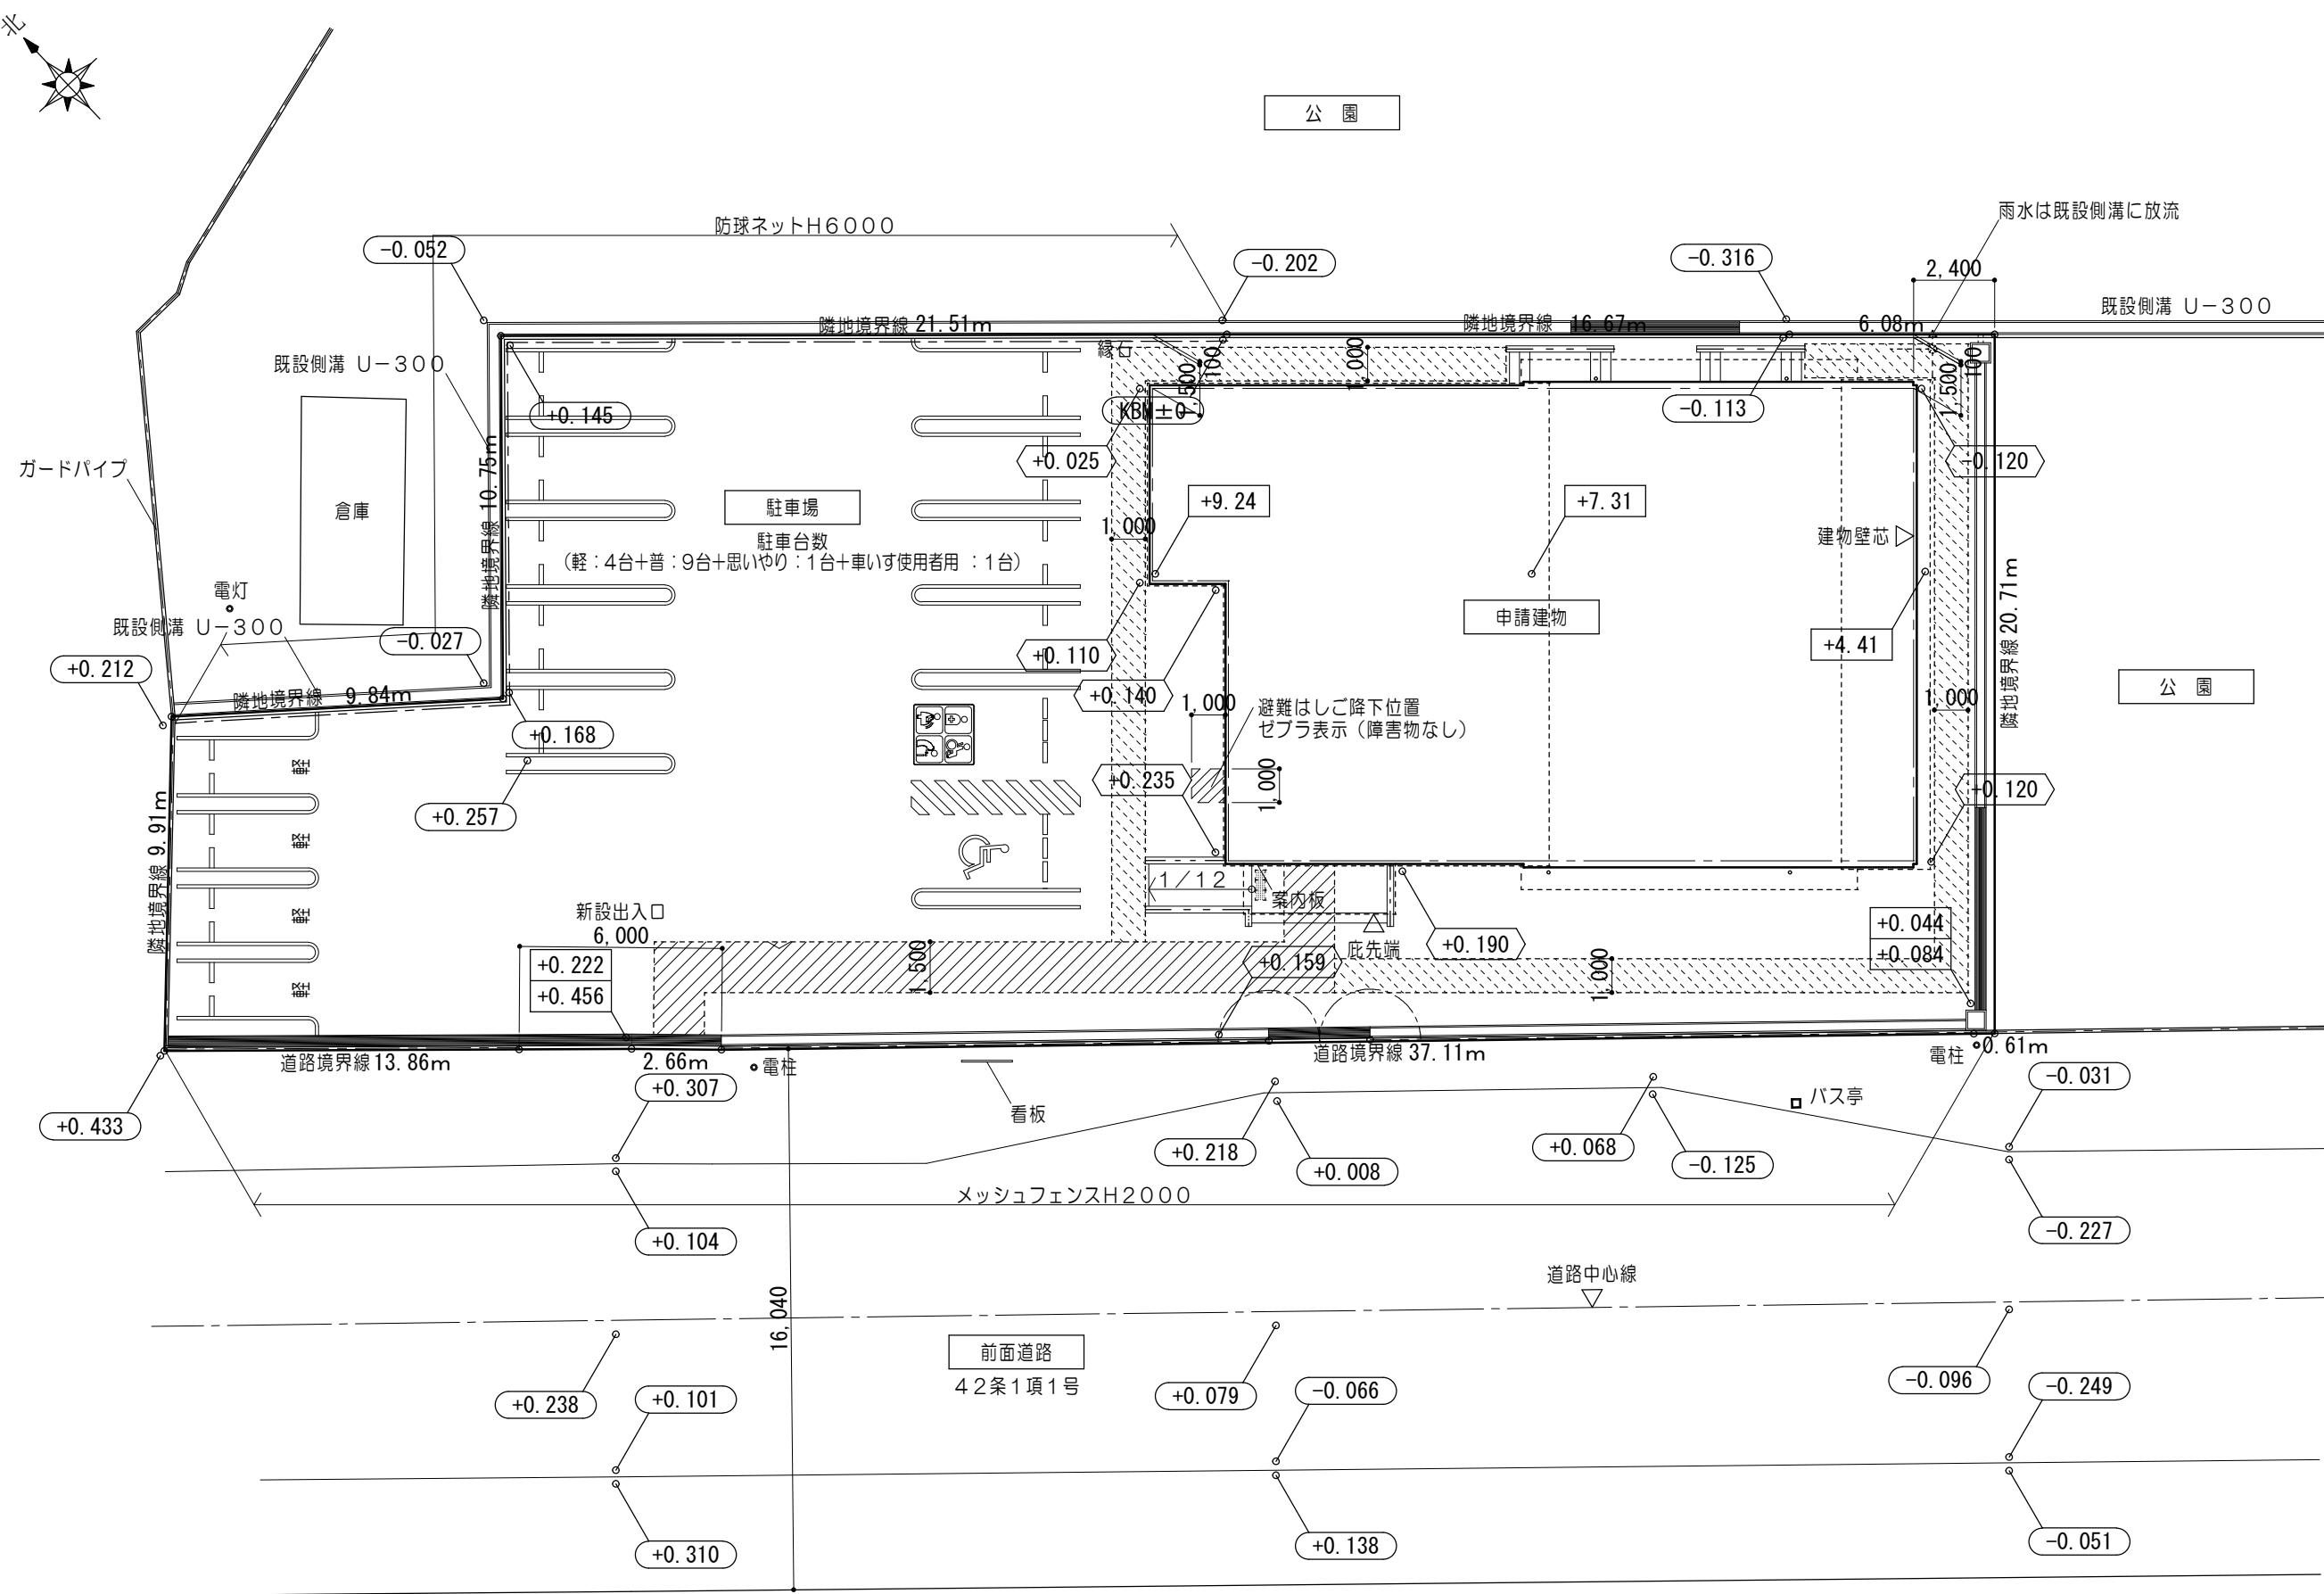 北
公　園
雨水は既設側溝に放流
防球ネットH6000
-0.052
-0.202
-0.316
2,400
既設側溝 U-300
隣地境界線 21.51m
隣地境界線 16.67m
6.08m
縁石
1,500
100
1,000
1,500
100
既設側溝 U-300
+0.145
KBM±0
-0.113
ガードパイプ
隣地境界線 10.75m
+0.025
-0.120
倉庫
駐車場
+9.24
+7.31
駐車台数
1,000
建物壁芯
（軽：4台+普：9台+思いやり：1台+車いす使用者用 ：1台）
電灯
既設側溝 U-300
申請建物
隣地境界線 20.71m
-0.027
+0.212
+0.110
+4.41
隣地境界線 9.84m
+0.140
1,000
避難はしご降下位置
ゼブラ表示（障害物なし）
1,000
公　園
+0.168
軽
+0.235
1,000
+0.120
+0.257
隣地境界線 9.91m
軽
1/12
案内板
軽
新設出入口
6,000
+0.044
+0.084
+0.222
+0.456
1,500
+0.159
庇先端
+0.190
1,000
軽
道路境界線 13.86m
2.66m
電柱
道路境界線 37.11m
電柱
0.61m
+0.307
看板
バス亭
-0.031
+0.433
+0.218
+0.008
+0.068
-0.125
メッシュフェンスH2000
+0.104
-0.227
道路中心線
16,040
前面道路
42条1項1号
+0.238
+0.101
+0.079
-0.066
-0.096
-0.249
+0.310
+0.138
-0.051